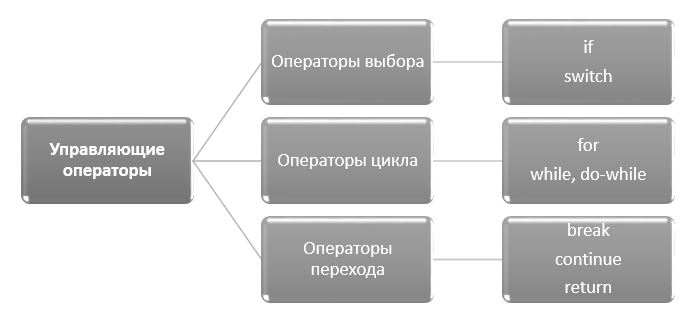 Управляющие
операторы
Операторы выбора
if
switch
Операторы цикла
for
while, do-while
Операторы
перехода
break
continue
return